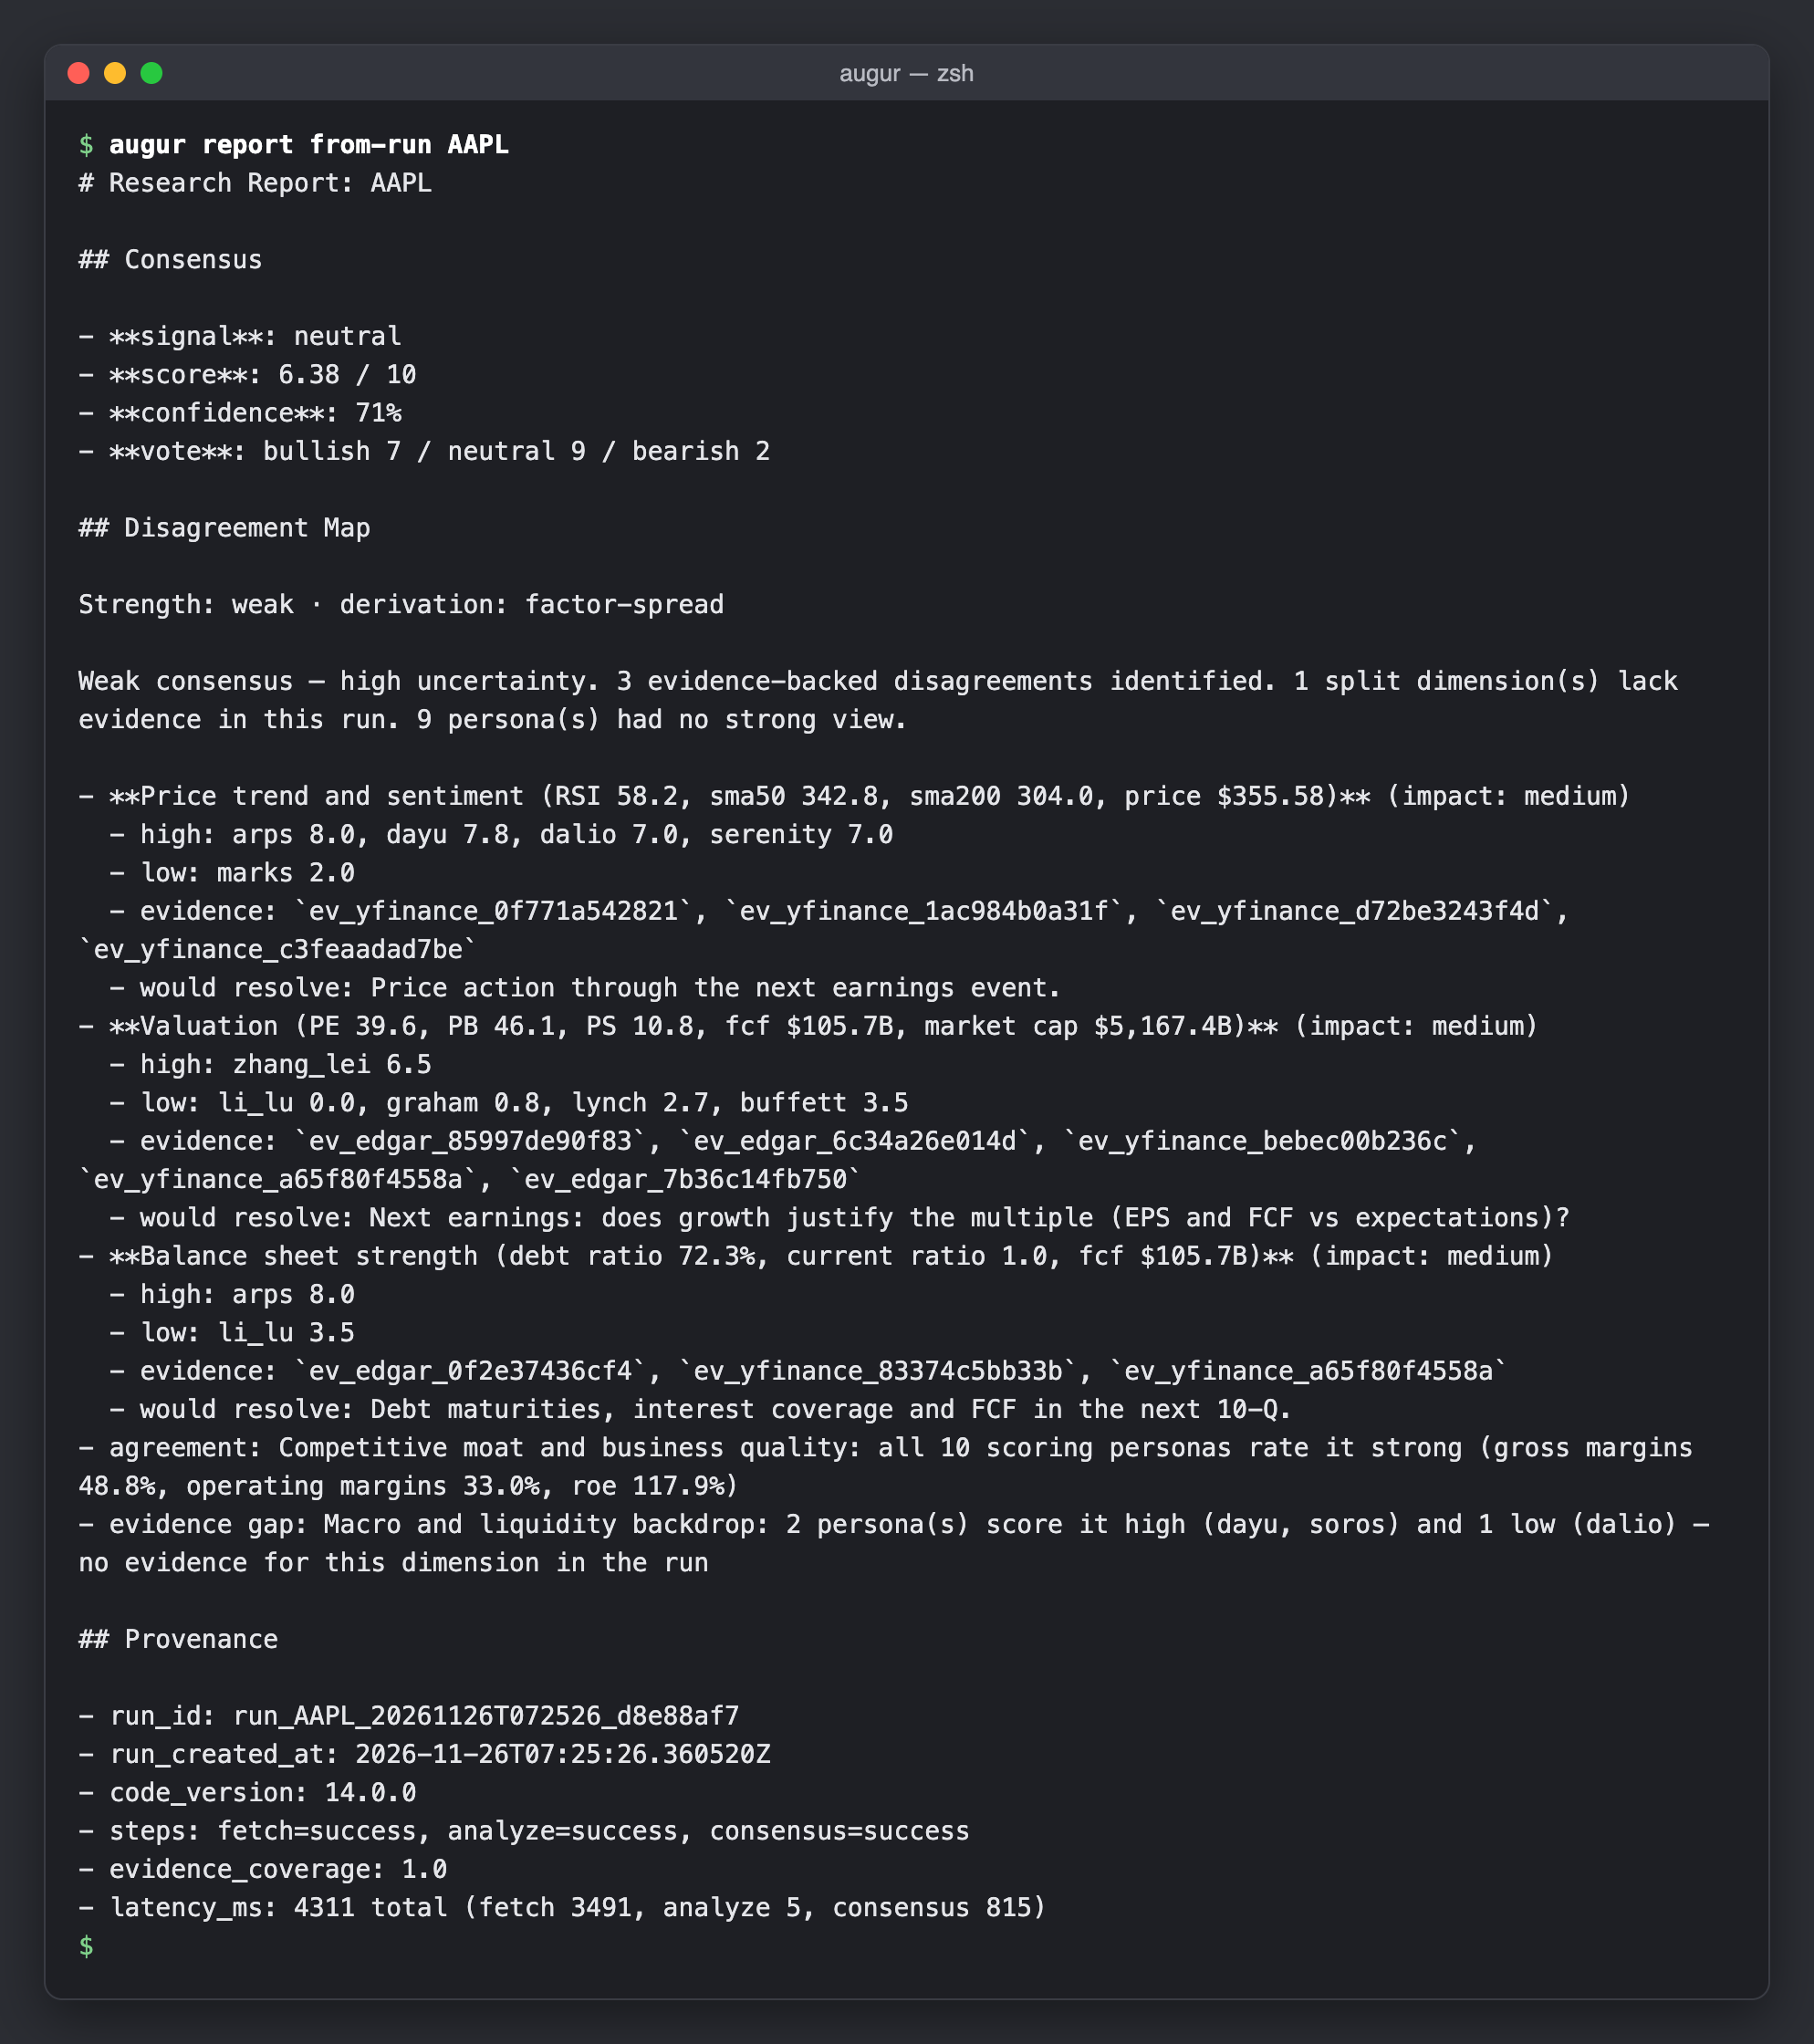 augur — zsh
$ augur report from-run AAPL
# Research Report: AAPL
## Consensus
- **signal**: neutral
- **score**: 6.38 / 10
- **confidence**: 71%
- **vote**: bullish 7 / neutral 9 / bearish 2
## Disagreement Map
Strength: weak · derivation: factor-spread
Weak consensus — high uncertainty. 3 evidence-backed disagreements identified. 1 split dimension(s) lack
evidence in this run. 9 persona(s) had no strong view.
- **Price trend and sentiment (RSI 58.2, sma50 342.8, sma200 304.0, price $355.58)** (impact: medium)
  - high: arps 8.0, dayu 7.8, dalio 7.0, serenity 7.0
  - low: marks 2.0
  - evidence: `ev_yfinance_0f771a542821`, `ev_yfinance_1ac984b0a31f`, `ev_yfinance_d72be3243f4d`,
`ev_yfinance_c3feaadad7be`
  - would resolve: Price action through the next earnings event.
- **Valuation (PE 39.6, PB 46.1, PS 10.8, fcf $105.7B, market cap $5,167.4B)** (impact: medium)
  - high: zhang_lei 6.5
  - low: li_lu 0.0, graham 0.8, lynch 2.7, buffett 3.5
  - evidence: `ev_edgar_85997de90f83`, `ev_edgar_6c34a26e014d`, `ev_yfinance_bebec00b236c`,
`ev_yfinance_a65f80f4558a`, `ev_edgar_7b36c14fb750`
  - would resolve: Next earnings: does growth justify the multiple (EPS and FCF vs expectations)?
- **Balance sheet strength (debt ratio 72.3%, current ratio 1.0, fcf $105.7B)** (impact: medium)
  - high: arps 8.0
  - low: li_lu 3.5
  - evidence: `ev_edgar_0f2e37436cf4`, `ev_yfinance_83374c5bb33b`, `ev_yfinance_a65f80f4558a`
  - would resolve: Debt maturities, interest coverage and FCF in the next 10-Q.
- agreement: Competitive moat and business quality: all 10 scoring personas rate it strong (gross margins
48.8%, operating margins 33.0%, roe 117.9%)
- evidence gap: Macro and liquidity backdrop: 2 persona(s) score it high (dayu, soros) and 1 low (dalio) —
no evidence for this dimension in the run
## Provenance
- run_id: run_AAPL_20261126T072526_d8e88af7
- run_created_at: 2026-11-26T07:25:26.360520Z
- code_version: 14.0.0
- steps: fetch=success, analyze=success, consensus=success
- evidence_coverage: 1.0
- latency_ms: 4311 total (fetch 3491, analyze 5, consensus 815)
$